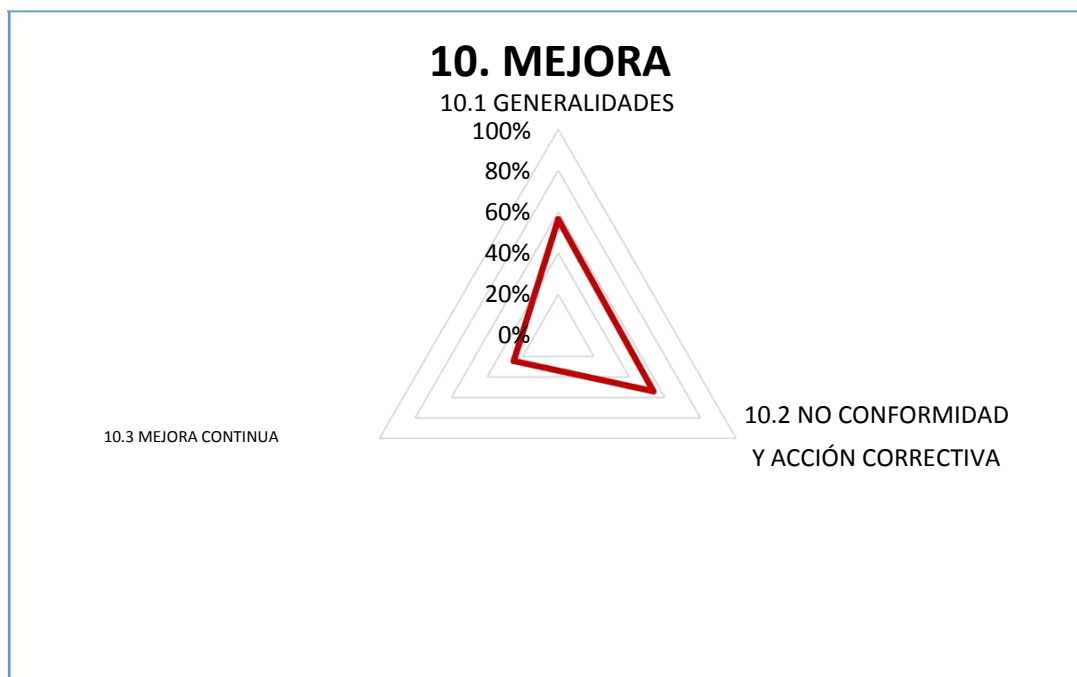 10. MEJORA
10.1 GENERALIDADES
100%
80%
60%
40%
20%
0%
10.2 NO CONFORMIDAD
Y ACCIÓN CORRECTIVA
10.3 MEJORA CONTINUA